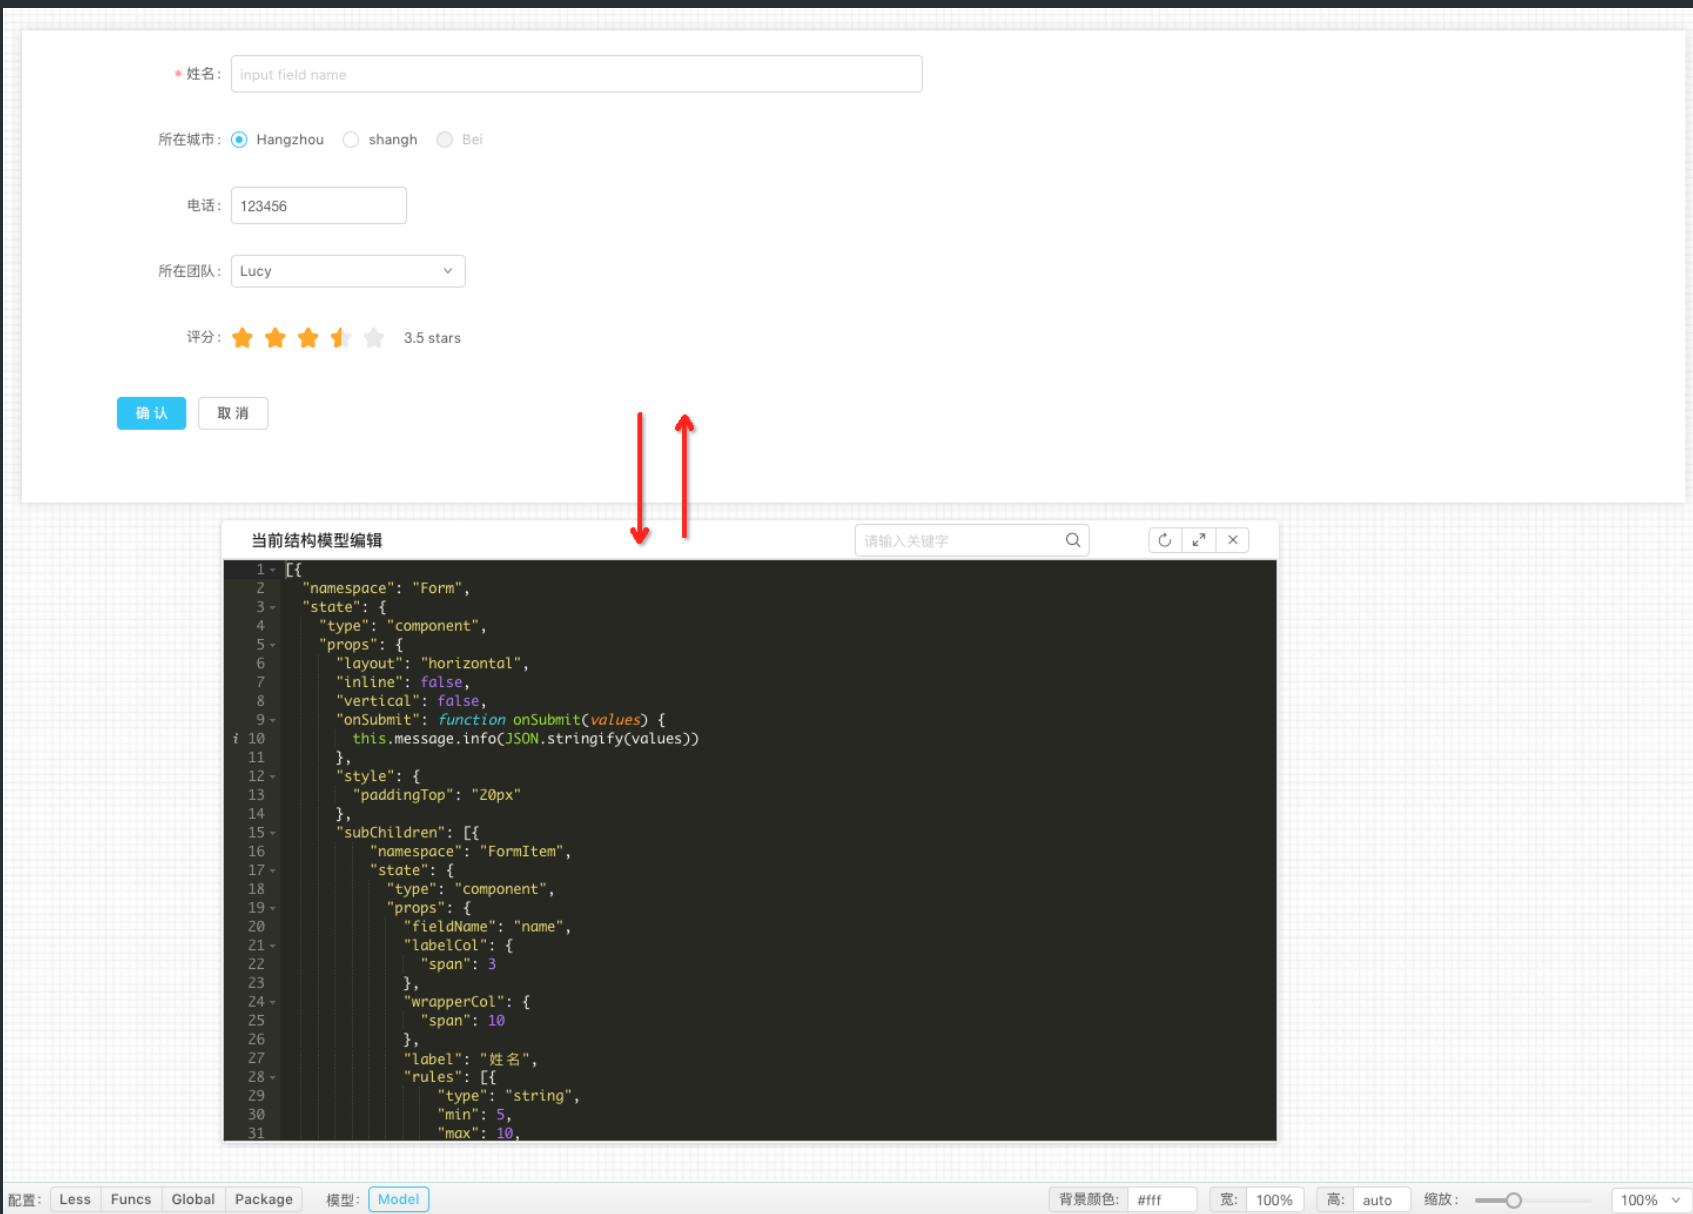 * 姓名:
input field name
所在城市: Hangzhou shangh Bei
电话: 123456
所在团队: Lucy
评分: 3.5 stars
确 认 取 消
当前结构模型编辑 请输入关键字
1 [{
2 "namespace": "Form",
3 "state": {
4 "type": "component",
5 "props": {
6 "layout": "horizontal",
7 "inline": false,
8 "vertical": false,
9 "onSubmit": function onSubmit(values) {
i 10 this.message.info(JSON.stringify(values))
11 },
12 "style": {
13 "paddingTop": "20px"
14 },
15 "subChildren": [{
16 "namespace": "FormItem",
17 "state": {
18 "type": "component",
19 "props": {
20 "fieldName": "name",
21 "labelCol": {
22 "span": 3
23 },
24 "wrapperCol": {
25 "span": 10
26 },
27 "label": "姓名",
28 "rules": [{
29 "type": "string",
30 "min": 5,
31 "max": 10,
配置: Less Funcs Global Package 模型: Model 背景颜色: #fff 宽: 100% 高: auto 缩放: 100%